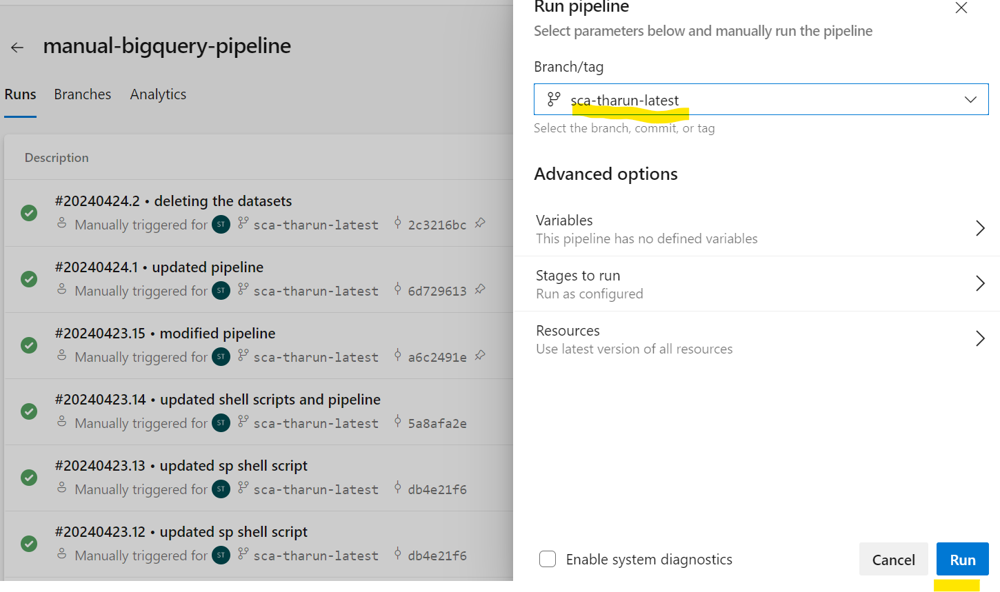 manual-bigquery-pipeline
Runs Branches Analytics
Description
#20240424.2 • deleting the datasets
Manually triggered for ST sca-tharun-latest 2c3216bc
#20240424.1 • updated pipeline
Manually triggered for ST sca-tharun-latest 6d729613
#20240423.15 • modified pipeline
Manually triggered for ST sca-tharun-latest a6c2491e
#20240423.14 • updated shell scripts and pipeline
Manually triggered for ST sca-tharun-latest 5a8afa2e
#20240423.13 • updated sp shell script
Manually triggered for ST sca-tharun-latest db4e21f6
#20240423.12 • updated sp shell script
Manually triggered for ST sca-tharun-latest db4e21f6
Run pipeline
Select parameters below and manually run the pipeline
Branch/tag
sca-tharun-latest
Select the branch, commit, or tag
Advanced options
Variables
This pipeline has no defined variables
Stages to run
Run as configured
Resources
Use latest version of all resources
Enable system diagnostics
Cancel
Run